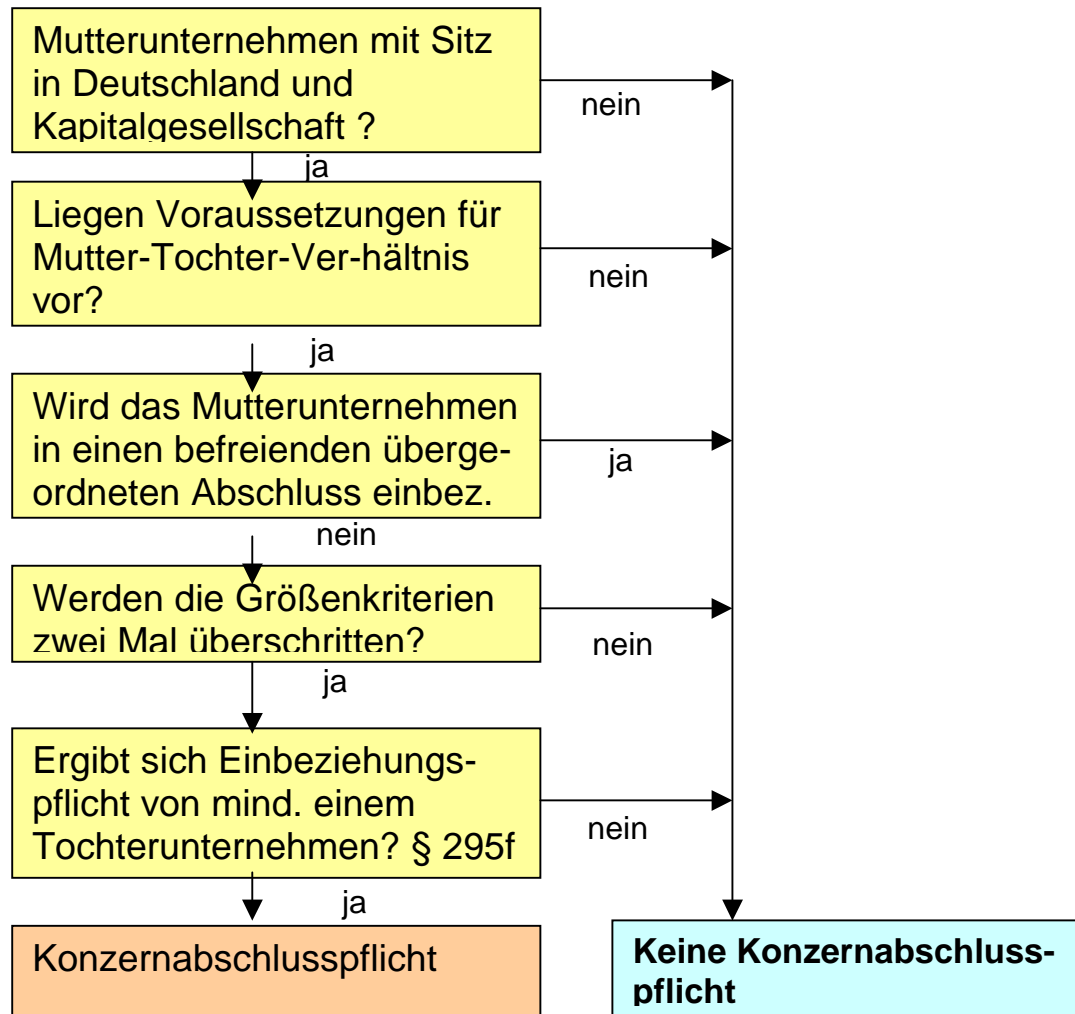 Mutterunternehmen mit Sitz
in Deutschland und
Kapitalgesellschaft ?
nein
ja
Liegen Voraussetzungen für
Mutter-Tochter-Ver-hältnis
vor?
nein
ja
Wird das Mutterunternehmen
in einen befreienden überge-
ordneten Abschluss einbez.
ja
nein
Werden die Größenkriterien
zwei Mal überschritten?
nein
ja
Ergibt sich Einbeziehungs-
pflicht von mind. einem
Tochterunternehmen? § 295f
nein
ja
Konzernabschlusspflicht
Keine Konzernabschluss-
pflicht